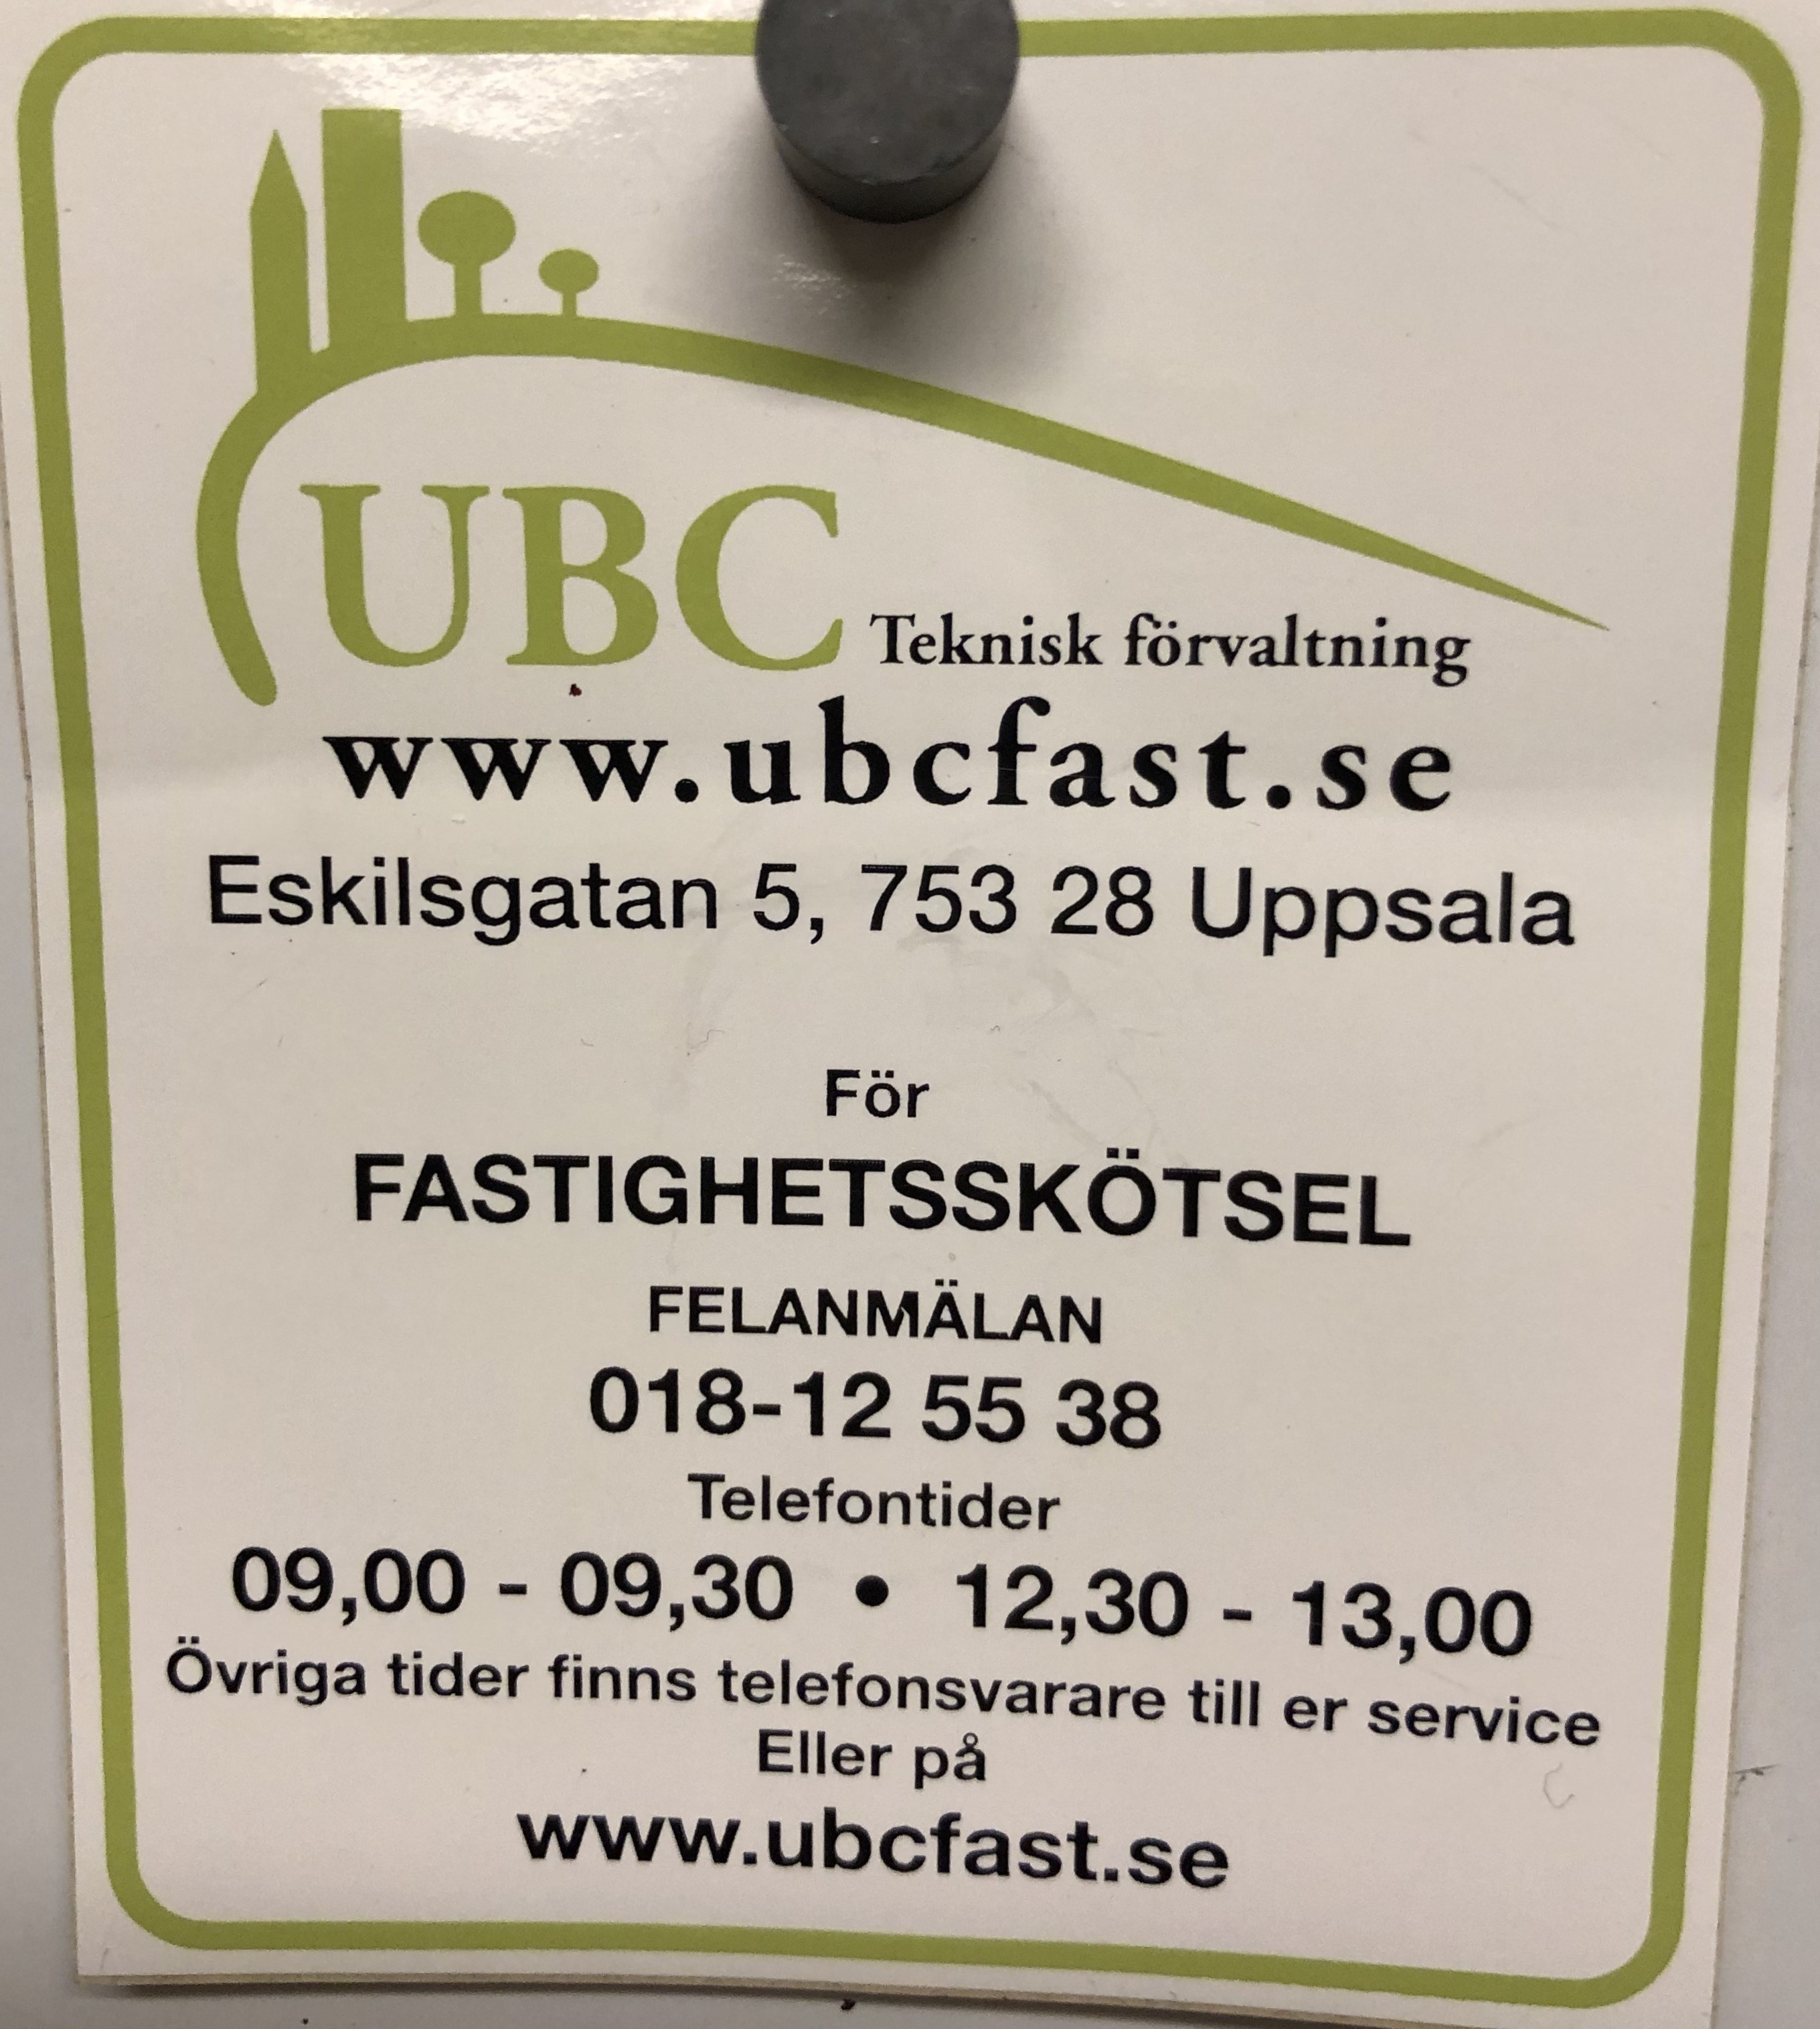 UBC Teknisk förvaltning
www.ubcfast.se
Eskilsgatan 5, 753 28 Uppsala
För
FASTIGHETSSKÖTSEL
FELANMÄLAN
018-12 55 38
Telefontider
09,00 - 09,30 • 12,30 - 13,00
Övriga tider finns telefonsvarare till er service
Eller på
www.ubcfast.se